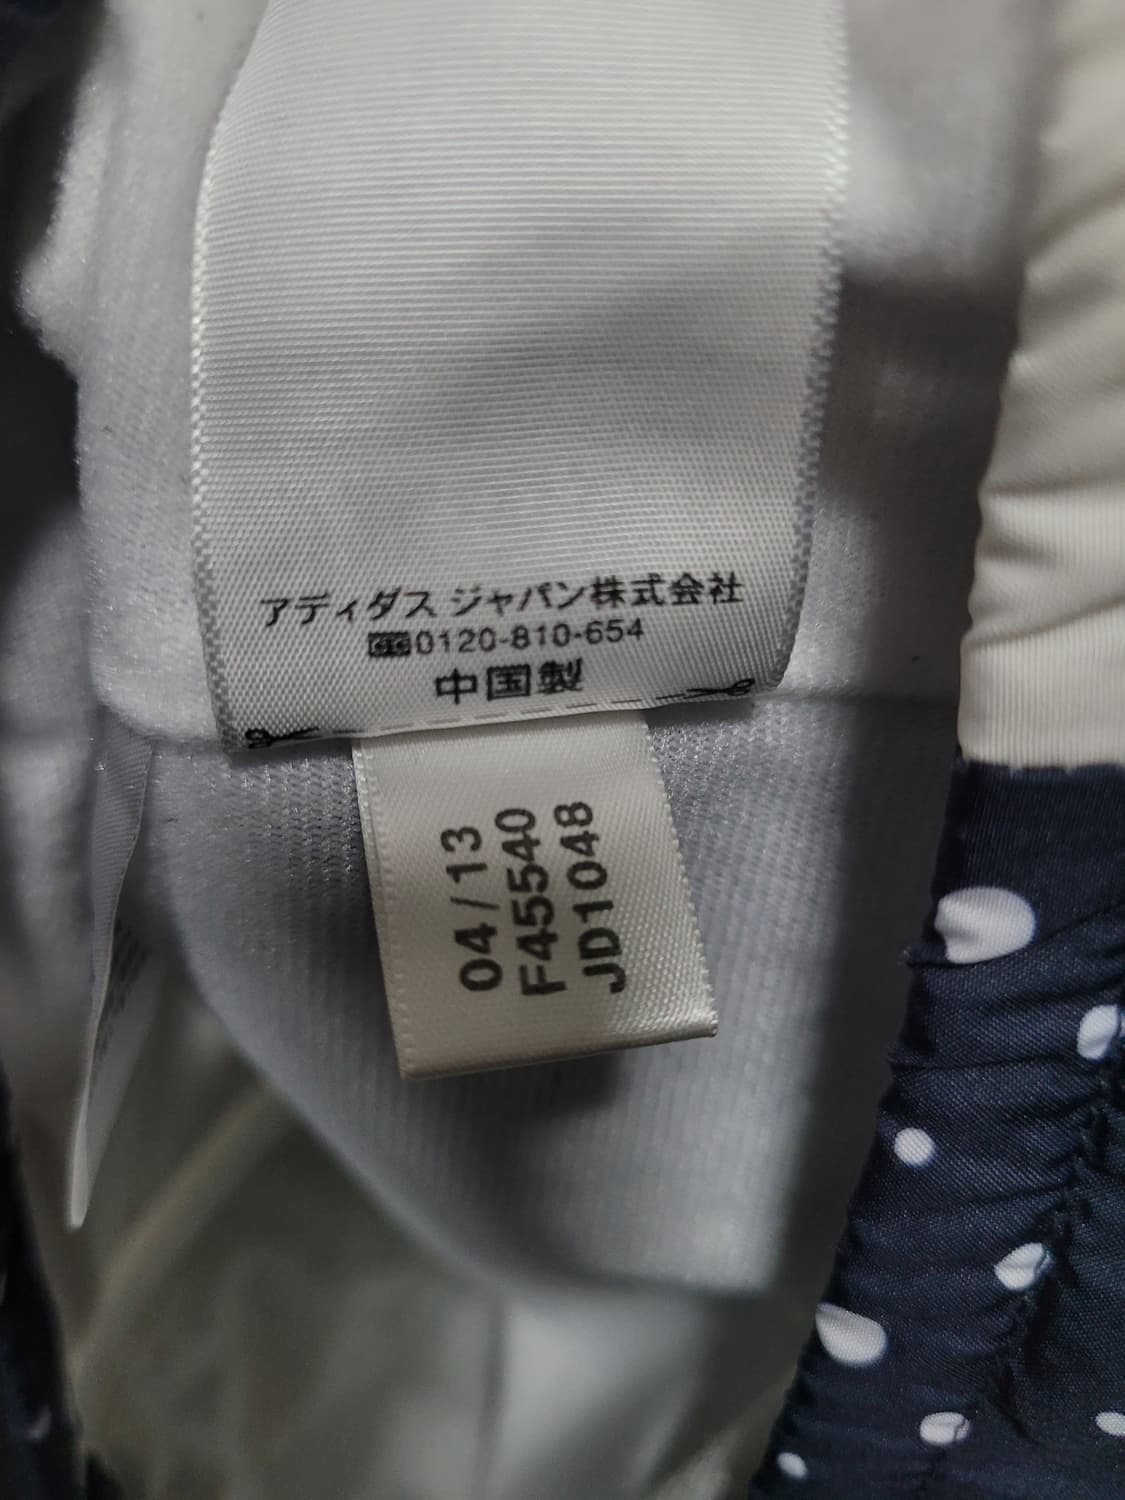 アディダス ジャパン株式会社
0120-810-654
中国製
04/13
F45540
JD1048